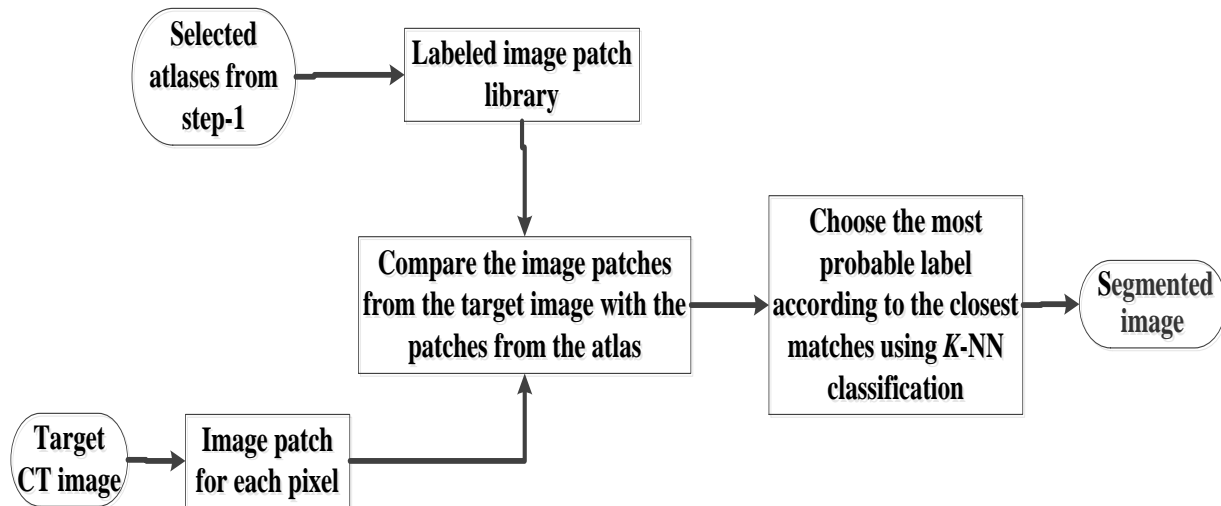 Selected
atlases from
step-1
Labeled image patch
library
Compare the image patches
from the target image with the
patches from the atlas
Choose the most
probable label
according to the closest
matches using K-NN
classification
Segmented
image
Target
CT image
Image patch
for each pixel